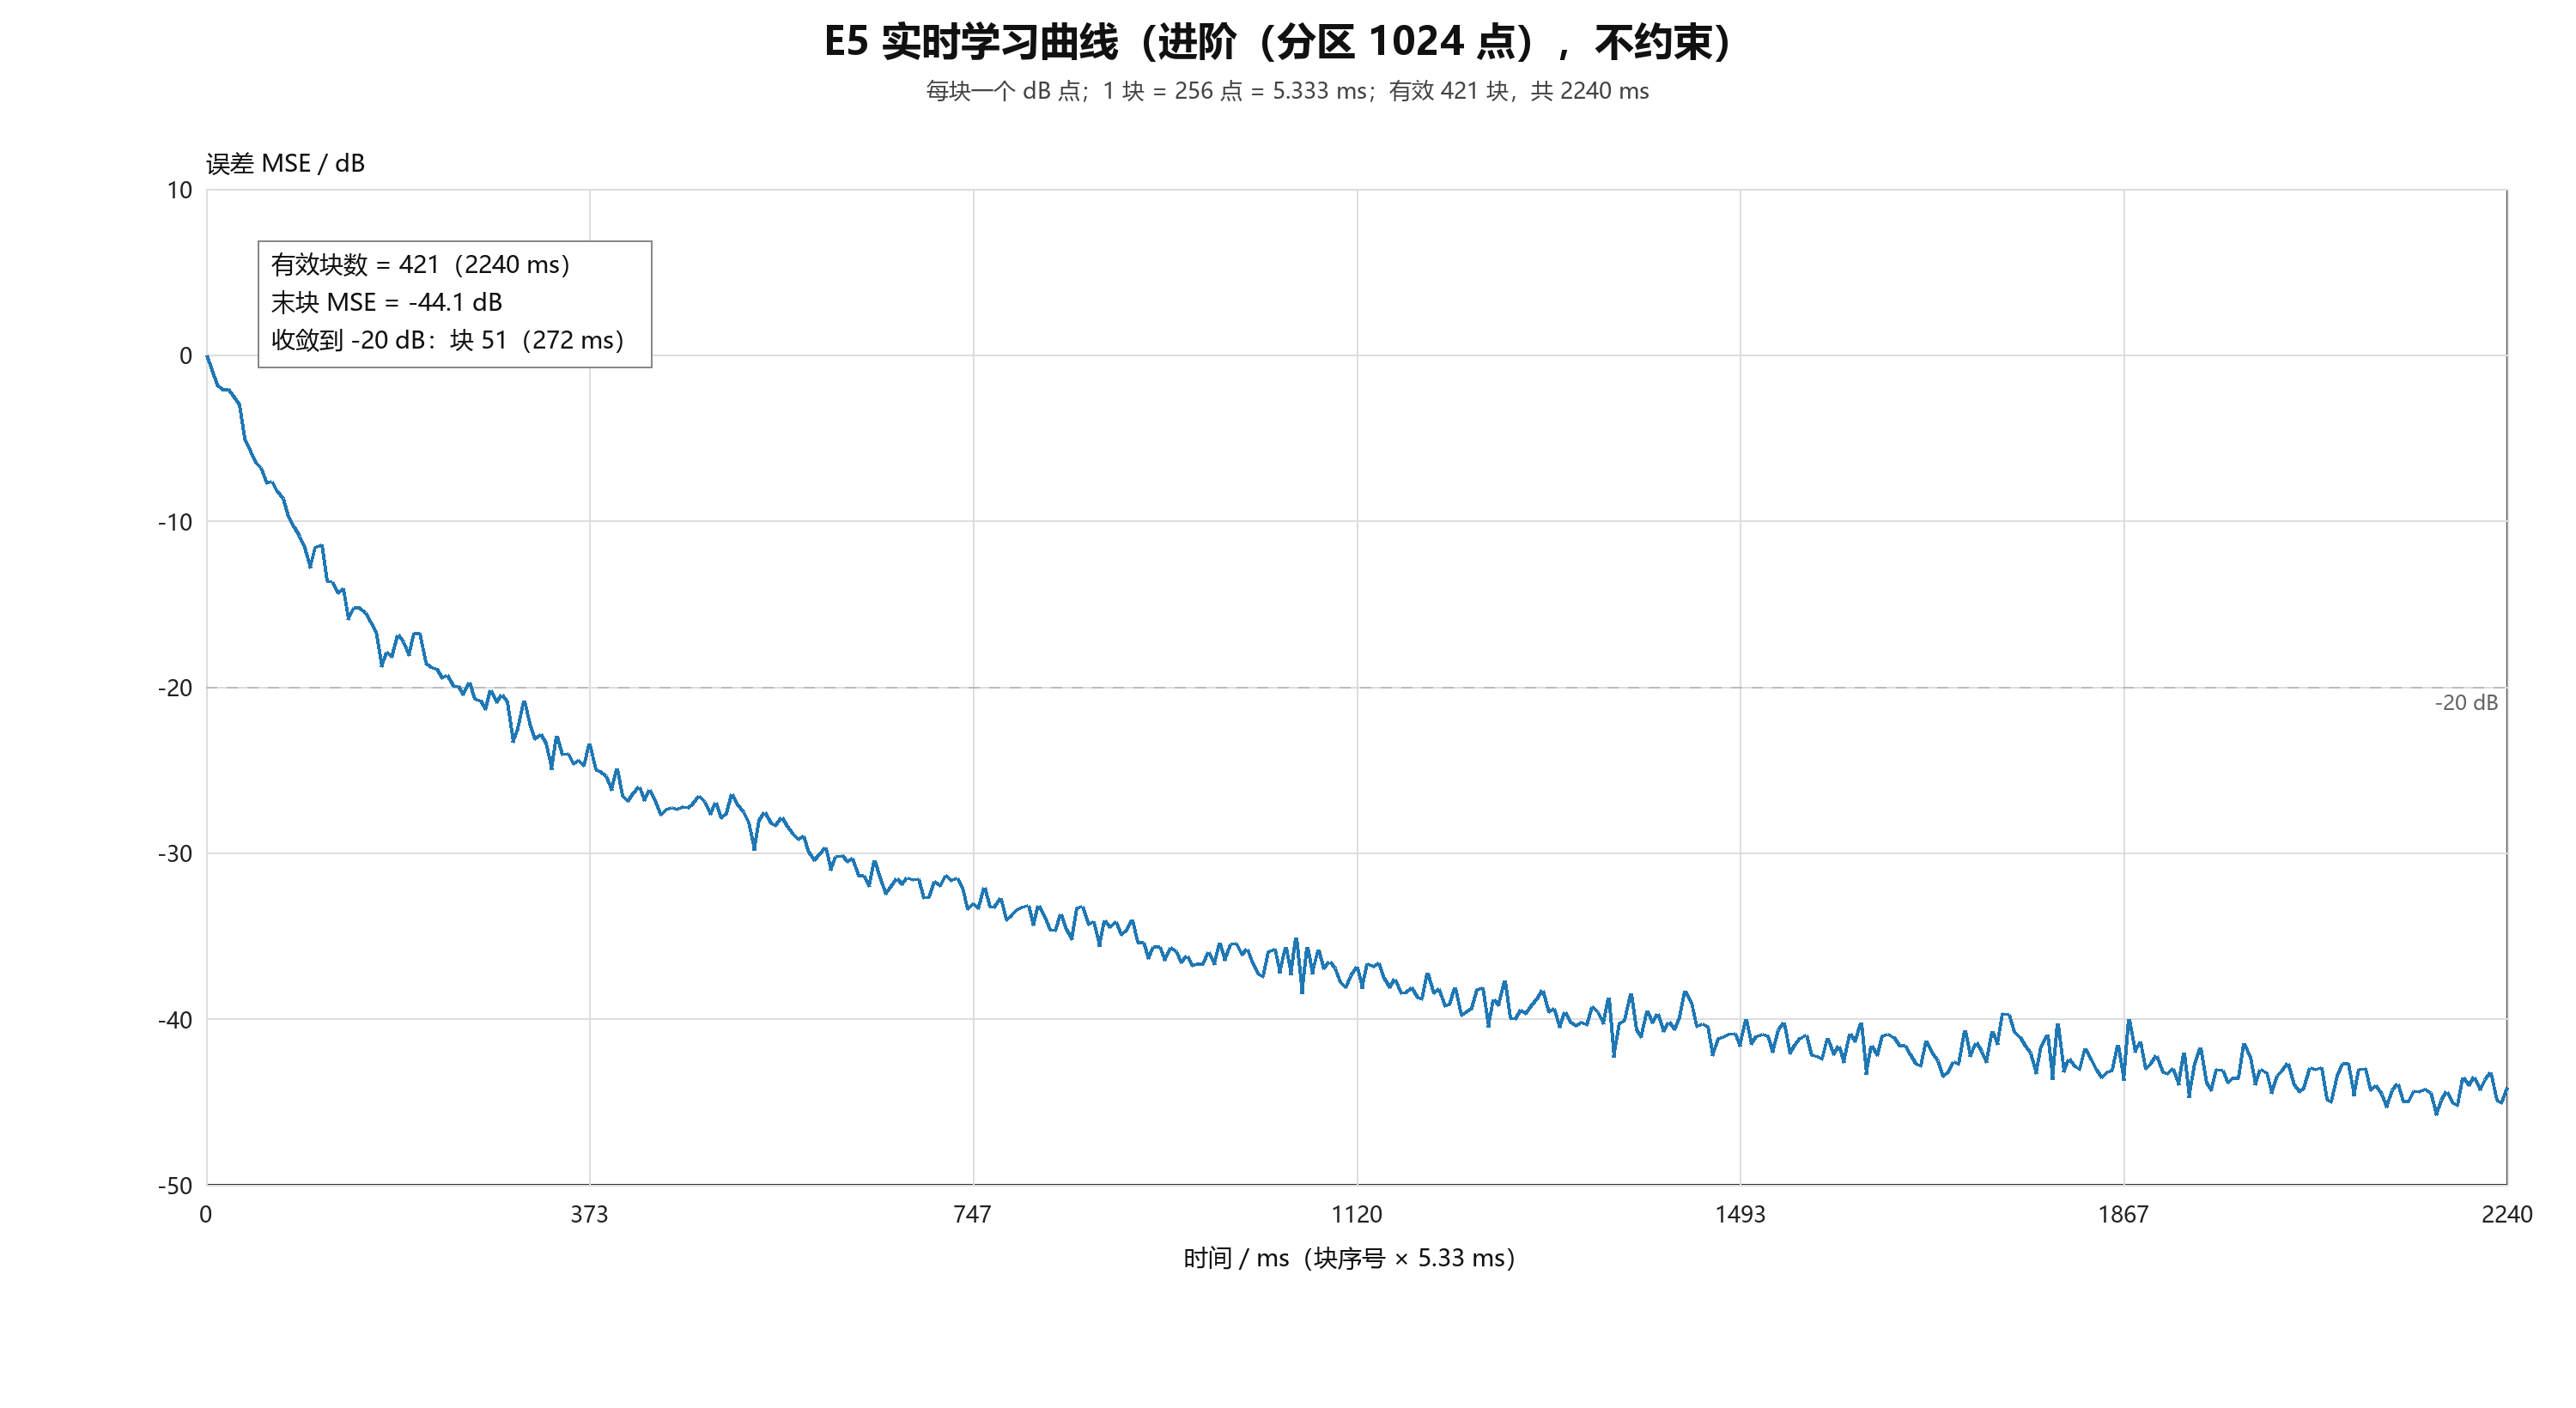 E5 实时学习曲线（进阶（分区 1024 点），不约束）
每块一个 dB 点；1 块 = 256 点 = 5.333 ms；有效 421 块，共 2240 ms
误差 MSE / dB
10
有效块数 = 421（2240 ms）
末块 MSE = -44.1 dB
收敛到 -20 dB：块 51（272 ms）
0
-10
-20
-20 dB
-30
-40
-50
0 373 747 1120 1493 1867 2240
时间 / ms（块序号 × 5.33 ms）